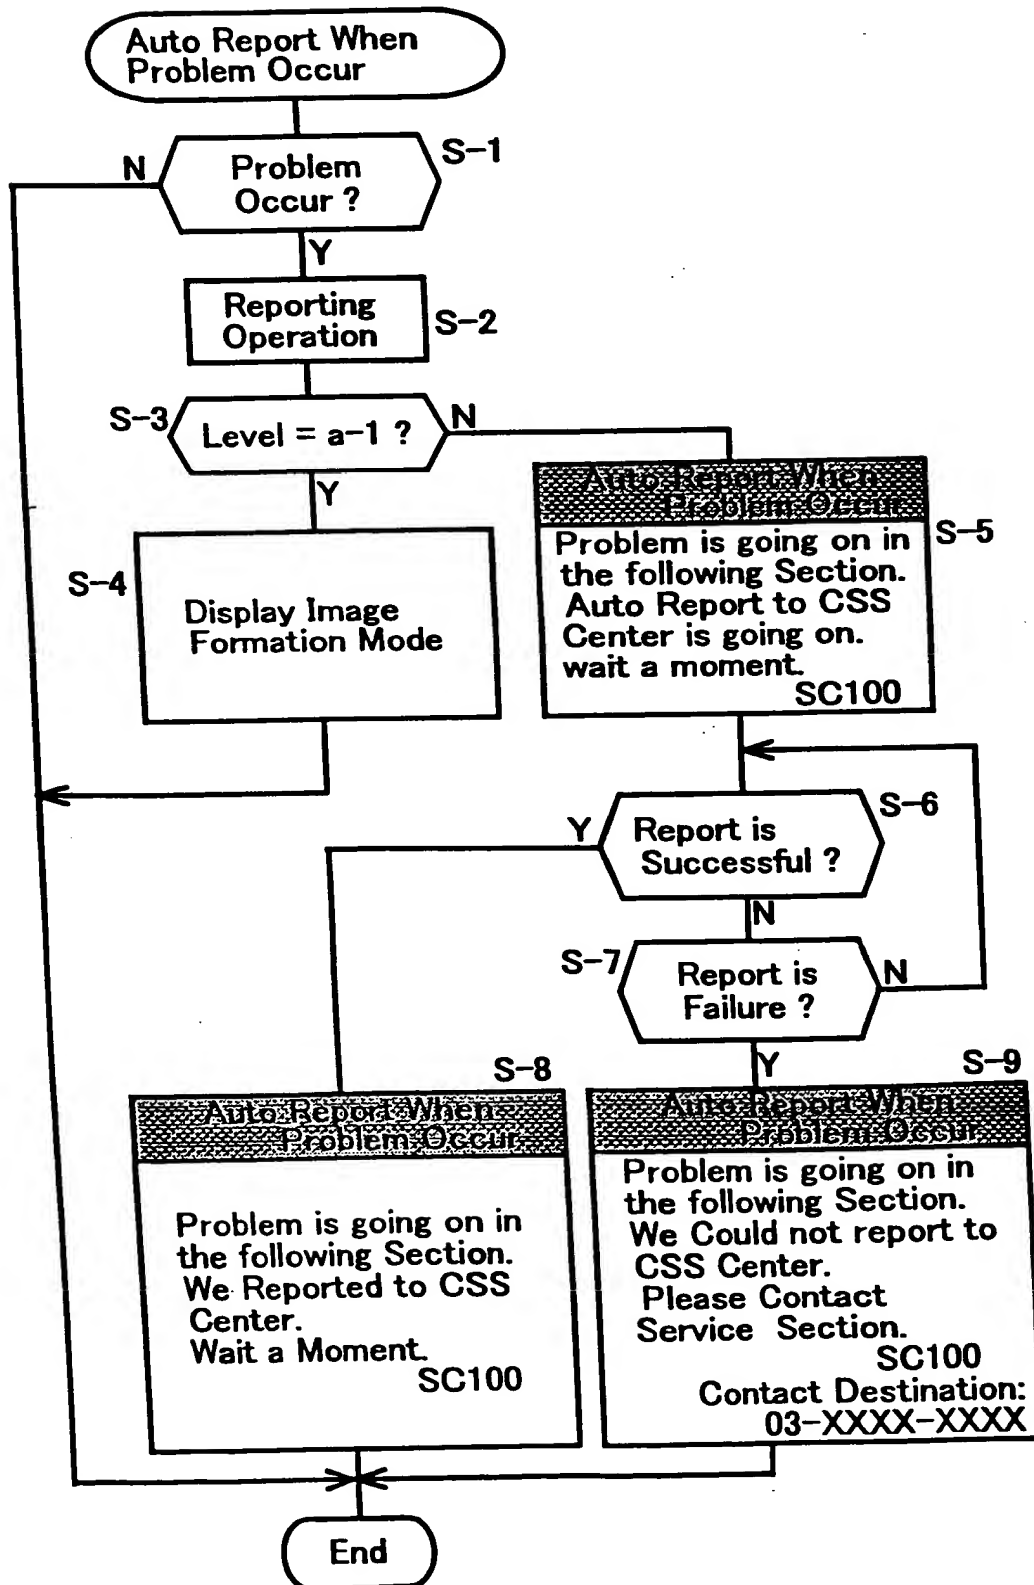 Auto Report When
Problem Occur
S-1
N
Problem
Occur ?
Y
Reporting
Operation
S-2
S-3
Level = a-1 ?
N
Y
Auto Report When
Problem Occur
S-5
Problem is going on in
the following Section.
Auto Report to CSS
Center is going on.
wait a moment.
SC100
S-4
Display Image
Formation Mode
S-6
Y
Report is
Successful ?
N
S-7
Report is
Failure ?
N
Y
S-8
Auto Report When
Problem Occur
Problem is going on in
the following Section.
We Reported to CSS
Center.
Wait a Moment.
SC100
S-9
Auto Report When
Problem Occur
Problem is going on in
the following Section.
We Could not report to
CSS Center.
Please Contact
Service Section.
SC100
Contact Destination:
03-XXXX-XXXX
End